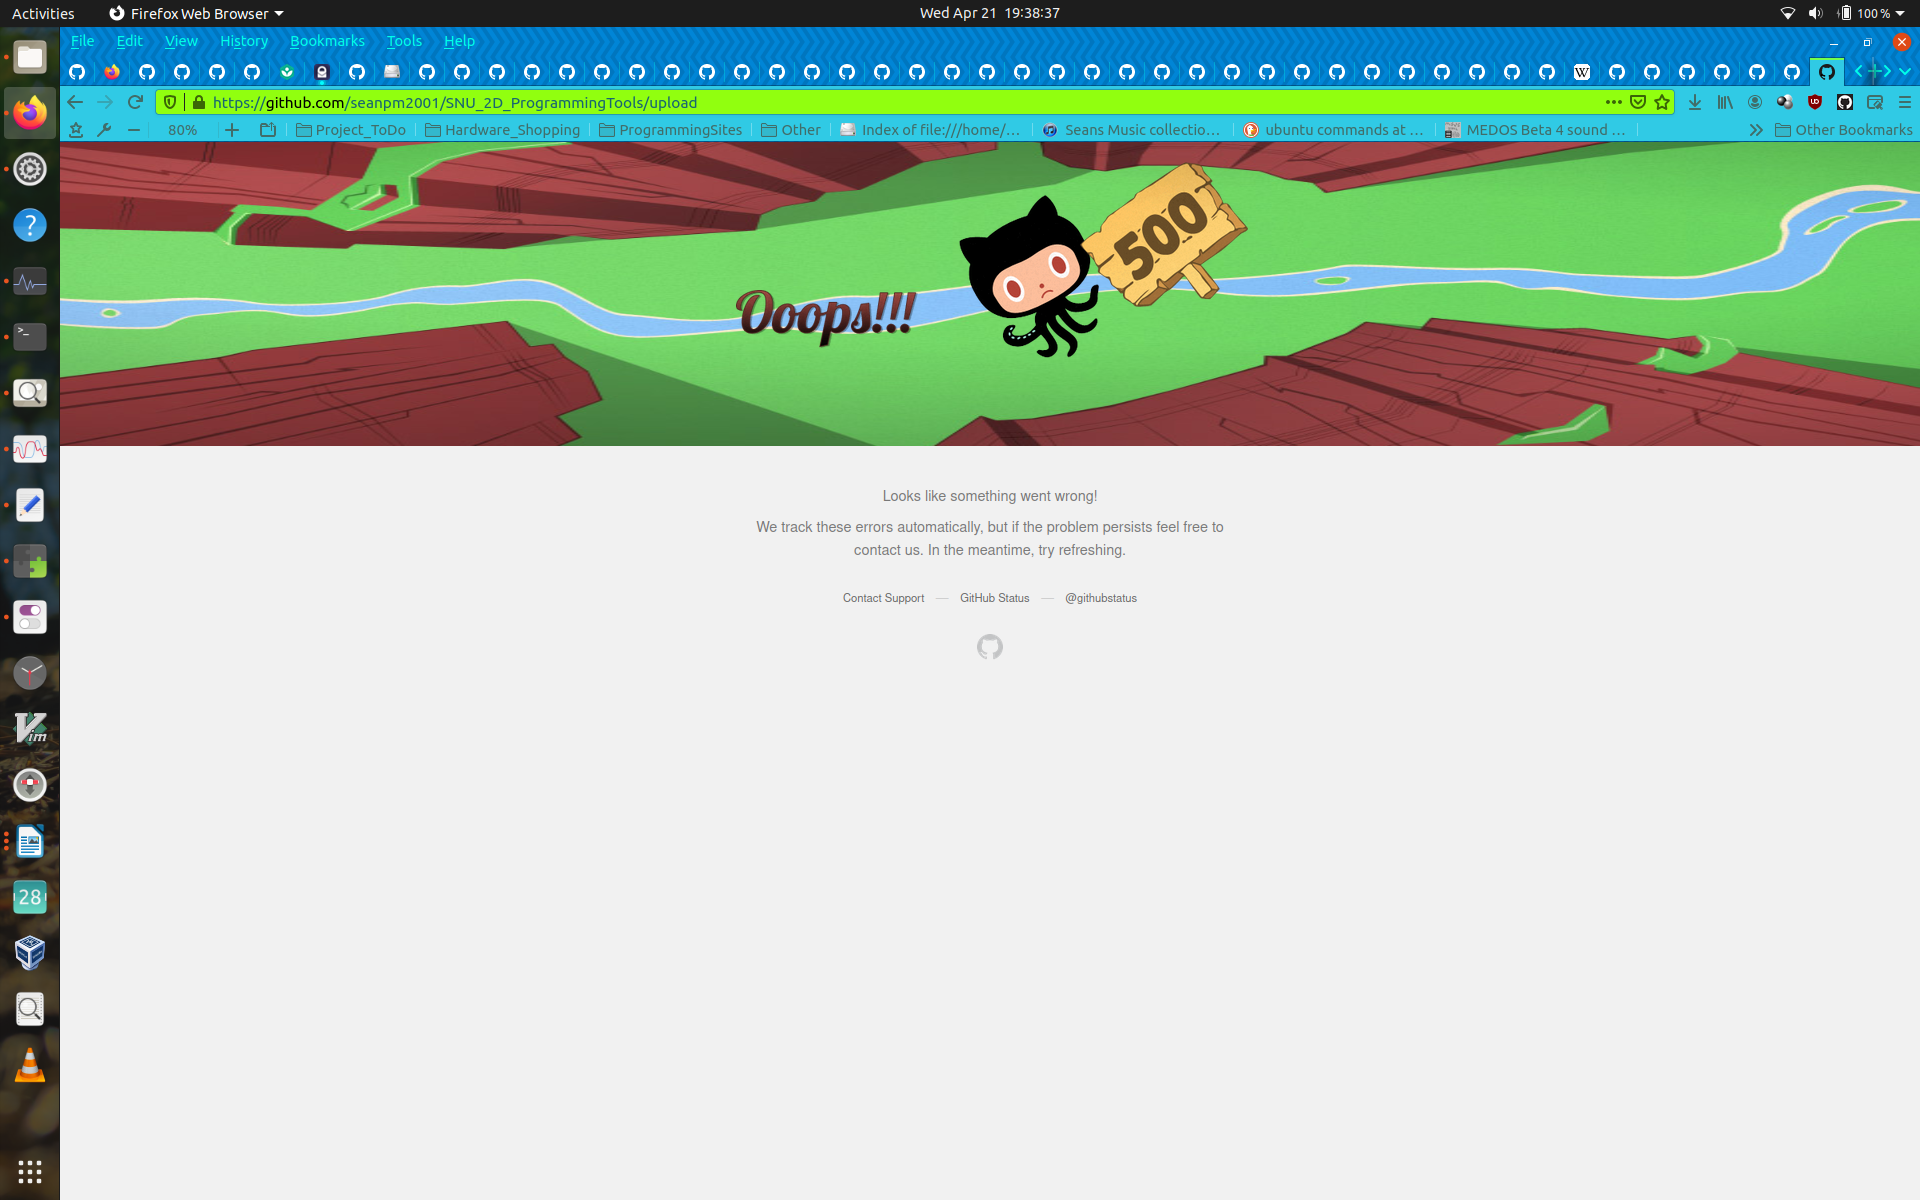 Activities
Firefox Web Browser
Wed Apr 21 19:38:37
100 %
File Edit View History Bookmarks Tools Help
W
https://github.com/seanpm2001/SNU_2D_ProgrammingTools/upload
80%
Project_ToDo
Hardware_Shopping
ProgrammingSites
Other
Index of file:///home/...
Seans Music collectio...
ubuntu commands at ...
MEDOS Beta 4 sound ...
Other Bookmarks
500
Ooops!!!
Looks like something went wrong!
We track these errors automatically, but if the problem persists feel free to
contact us. In the meantime, try refreshing.
Contact Support — GitHub Status — @githubstatus
?
>_
Vim
28